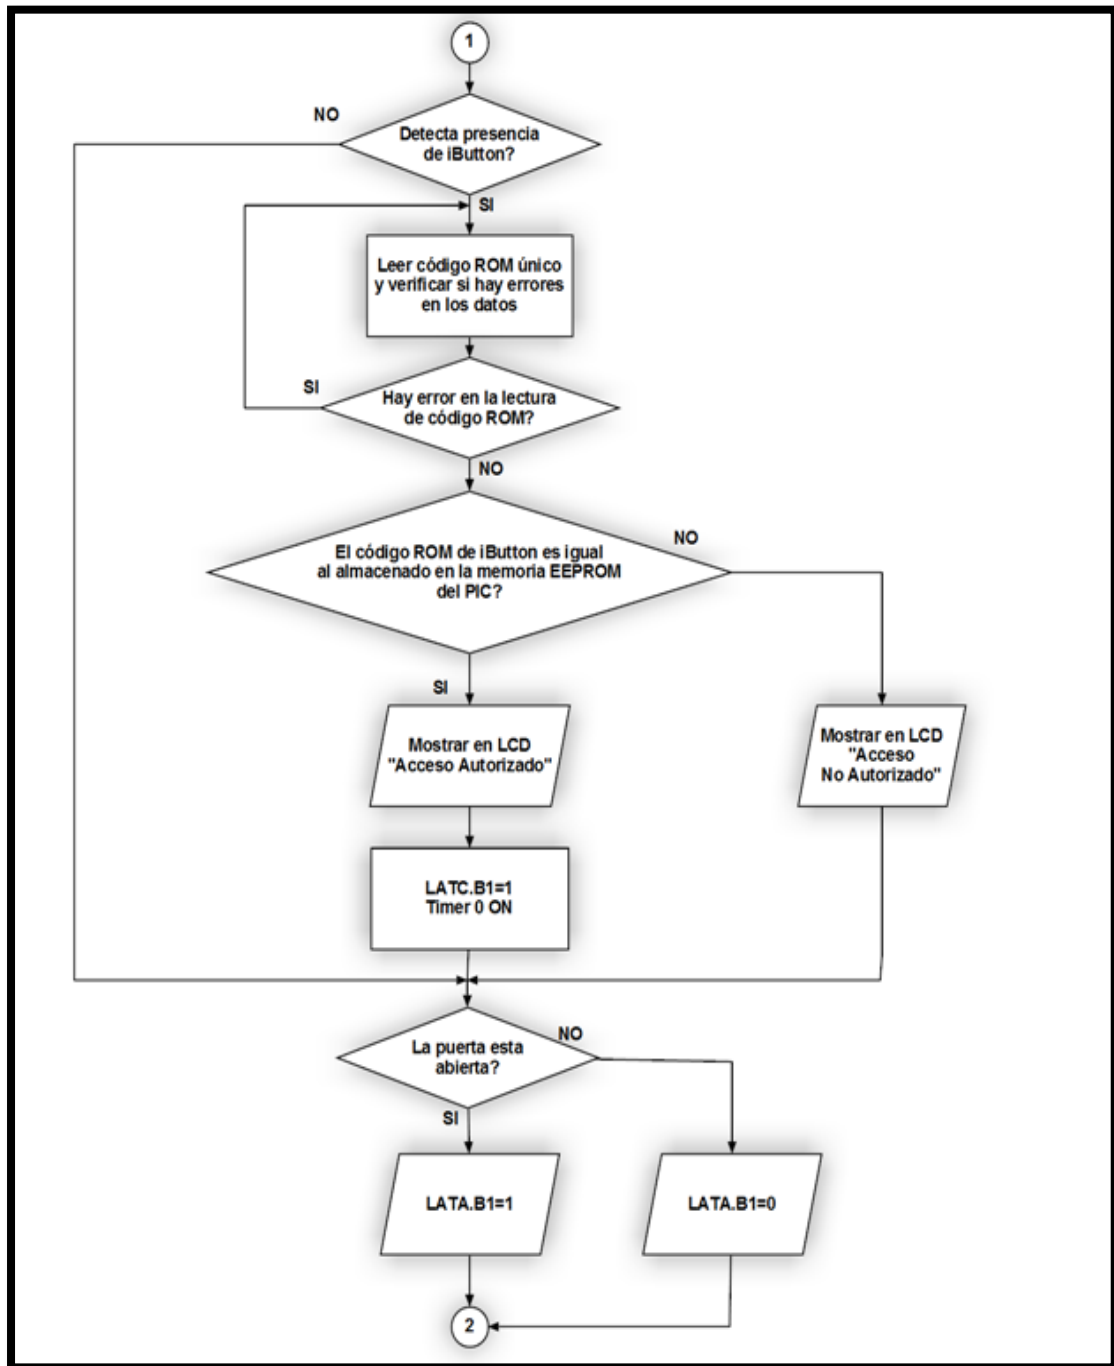 1
NO
Detecta presencia
de iButton?
SI
Leer código ROM único
y verificar si hay errores
en los datos
SI
Hay error en la lectura
de código ROM?
NO
NO
El código ROM de iButton es igual
al almacenado en la memoria EEPROM
del PIC?
SI
Mostrar en LCD
"Acceso Autorizado"
Mostrar en LCD
"Acceso
No Autorizado"
LATC.B1=1
Timer 0 ON
NO
La puerta esta
abierta?
SI
LATA.B1=1
LATA.B1=0
2